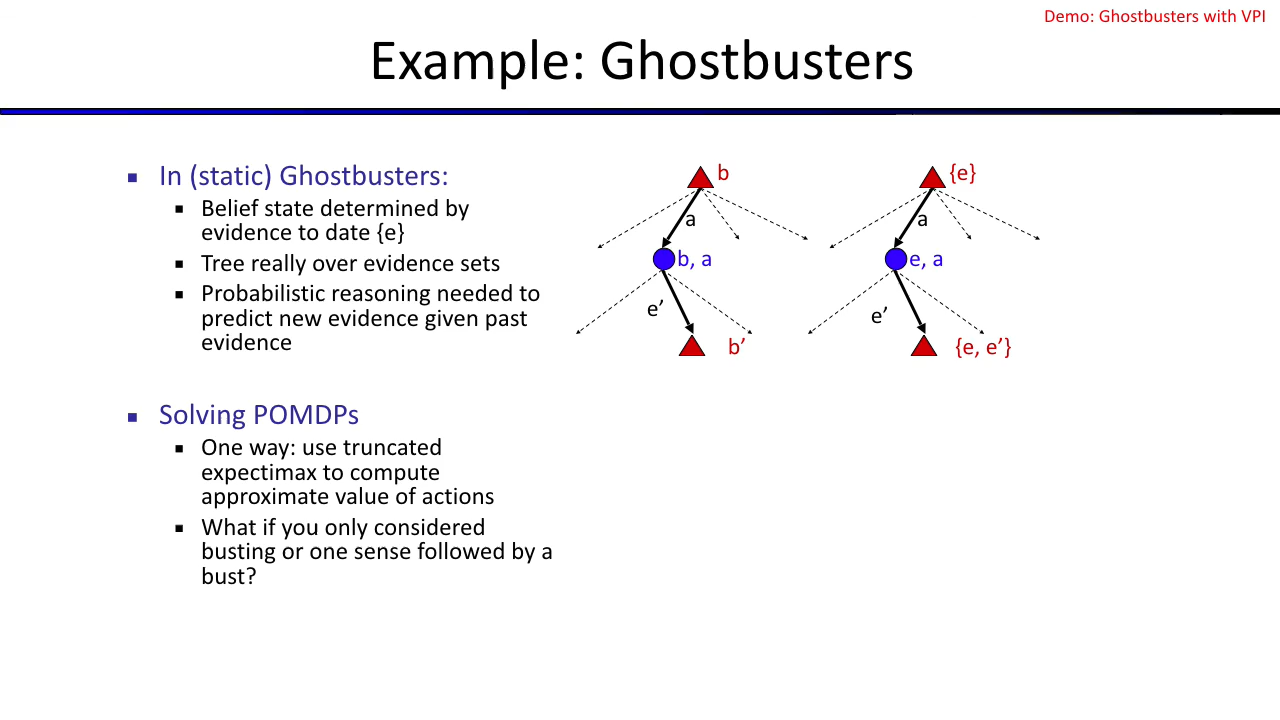 Demo: Ghostbusters with VPI
Example: Ghostbusters
In (static) Ghostbusters:
Belief state determined by
evidence to date {e}
Tree really over evidence sets
Probabilistic reasoning needed to
predict new evidence given past
evidence
Solving POMDPs
One way: use truncated
expectimax to compute
approximate value of actions
What if you only considered
busting or one sense followed by a
bust?
b
a
b, a
e’
b’
{e}
a
e, a
e’
{e, e’}